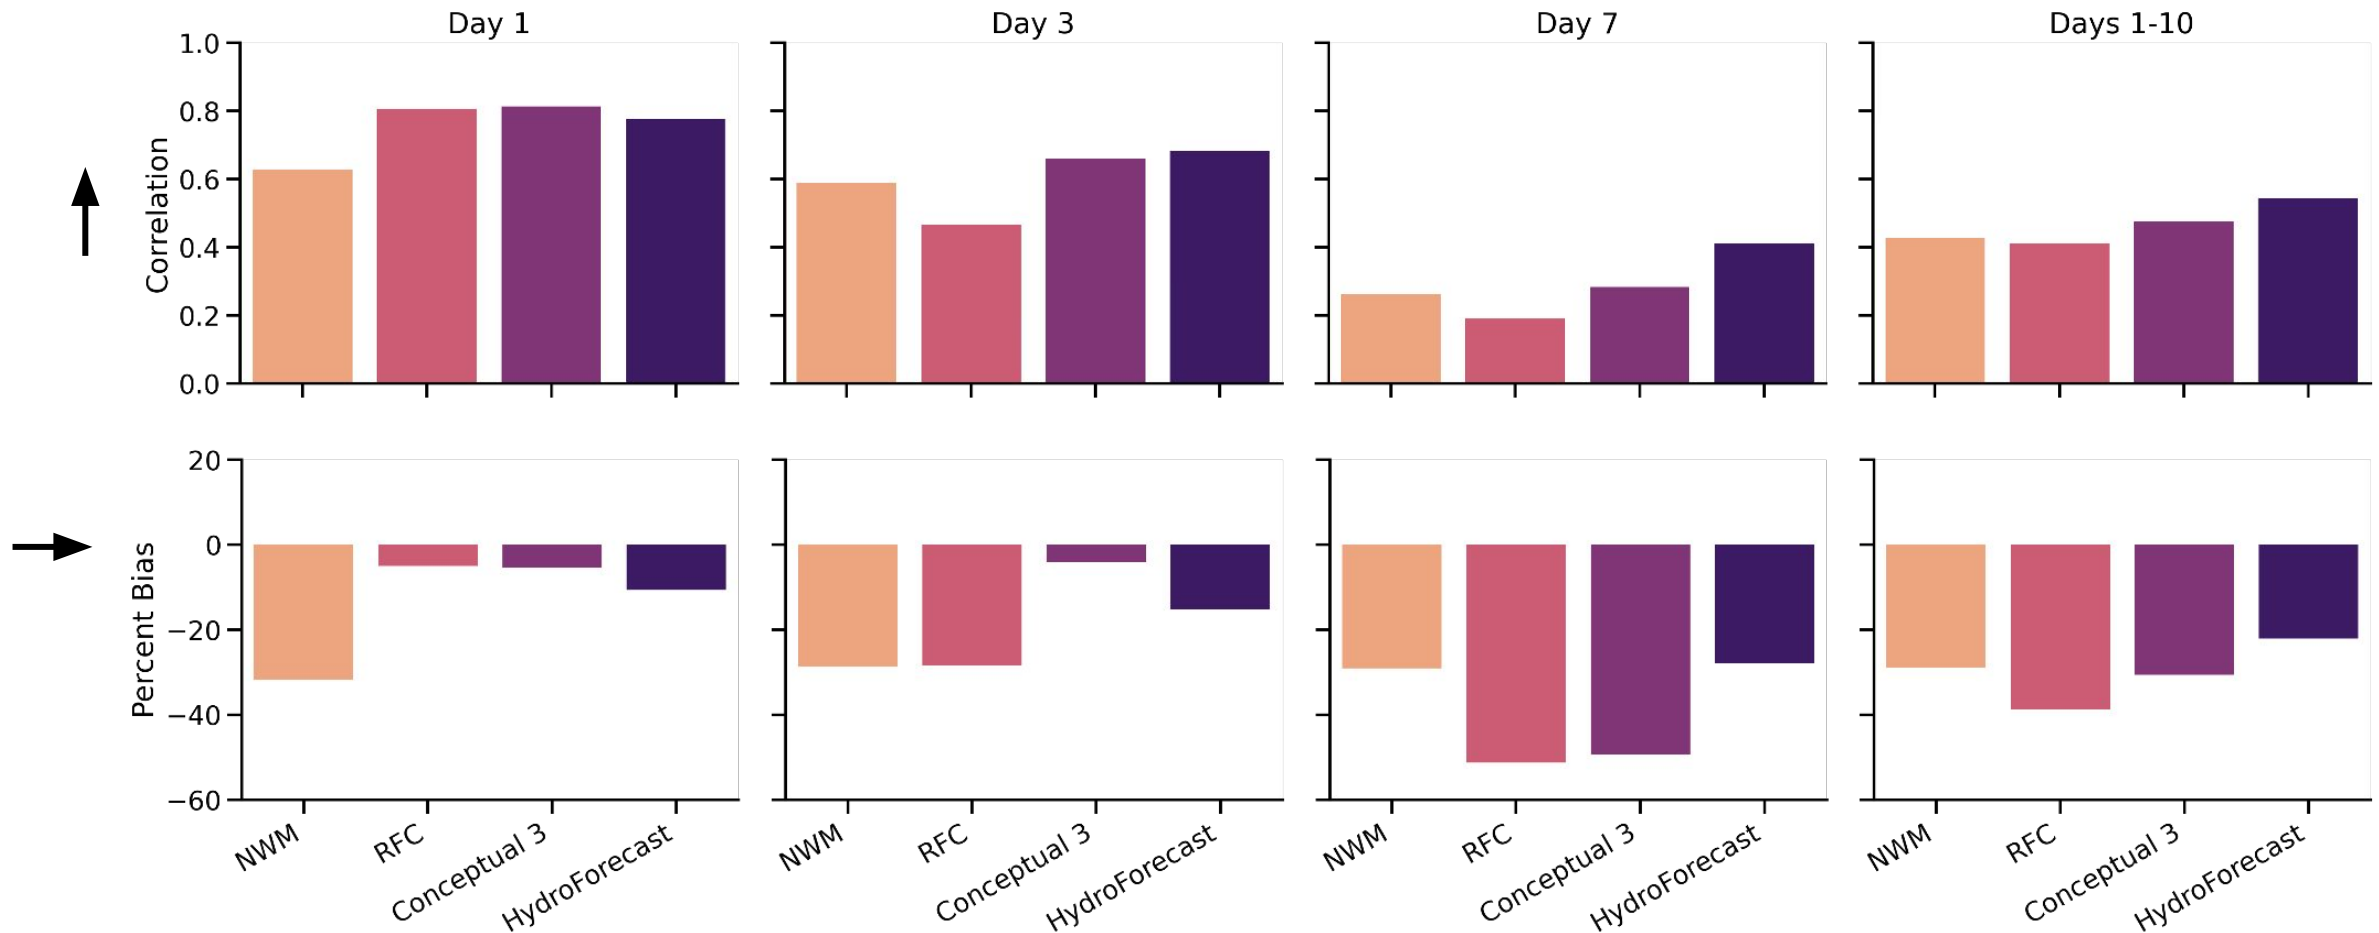 Day 1
Day 3
Day 7
Days 1-10
Correlation
1.0
0.8
0.6
0.4
0.2
0.0
Percent Bias
20
0
−20
−40
−60
NWM
RFC
Conceptual 3
HydroForecast
NWM
RFC
Conceptual 3
HydroForecast
NWM
RFC
Conceptual 3
HydroForecast
NWM
RFC
Conceptual 3
HydroForecast